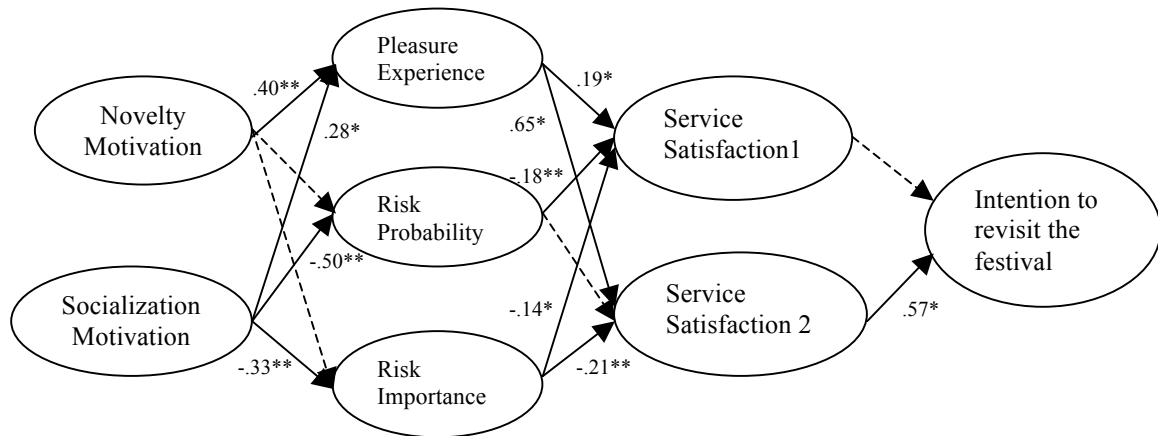 Pleasure
Experience
.40**
.19*
Novelty
Motivation
.28*
.65*
Service
Satisfaction1
-.18**
Risk
Probability
Intention to
revisit the
festival
-.50**
Socialization
Motivation
-.14*
Service
Satisfaction 2
.57*
-.33**
Risk
Importance
-.21**